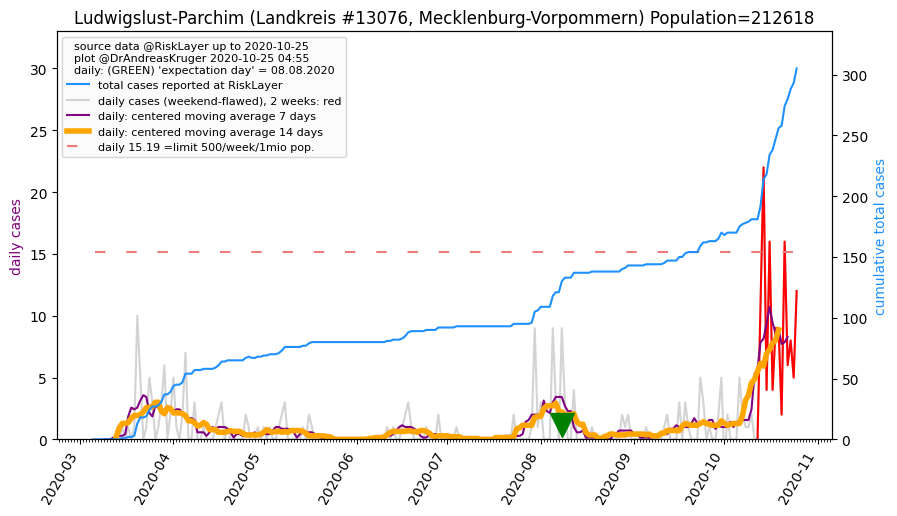 Ludwigslust-Parchim (Landkreis #13076, Mecklenburg-Vorpommern) Population=212618
source data @RiskLayer up to 2020-10-25
plot @DrAndreasKruger 2020-10-25 04:55
daily: (GREEN) 'expectation day' = 08.08.2020
total cases reported at RiskLayer
daily cases (weekend-flawed), 2 weeks: red
daily: centered moving average 7 days
daily: centered moving average 14 days
daily 15.19 =limit 500/week/1mio pop.
daily cases
30
25
20
15
10
5
0
300
250
200
150
100
50
0
cumulative total cases
2020-03
2020-04
2020-05
2020-06
2020-07
2020-08
2020-09
2020-10
2020-11